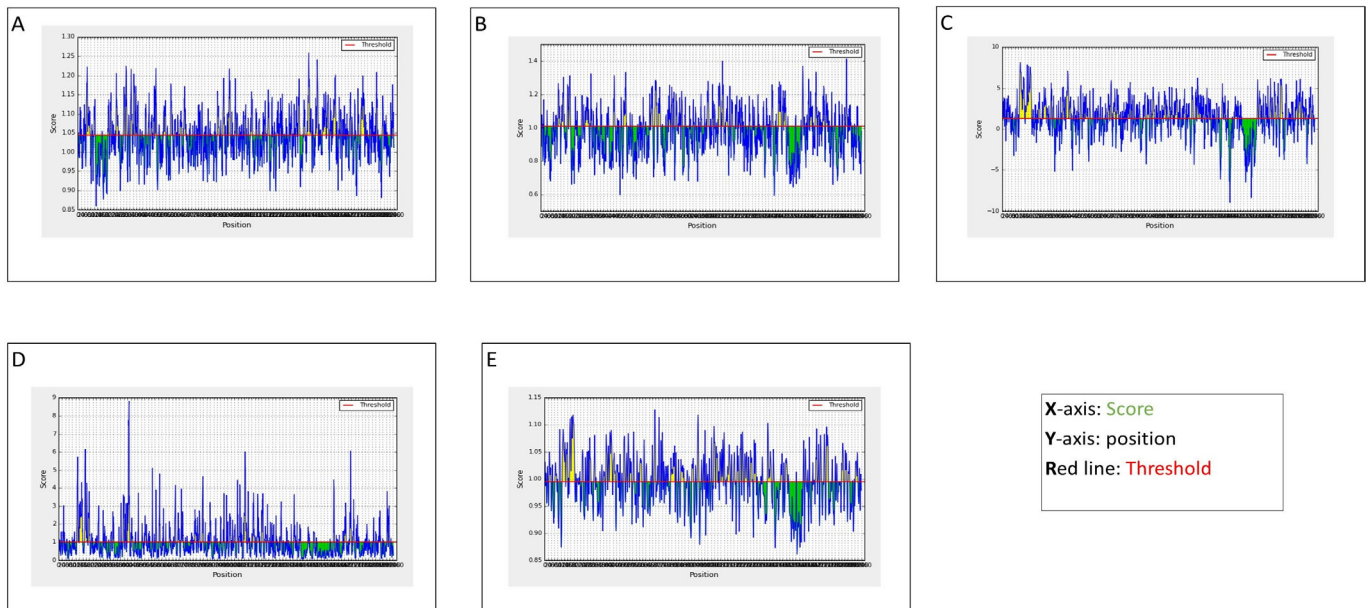 A
1.30
1.25
1.20
1.15
1.10
1.05
1.00
0.95
0.90
0.85
Score
Threshold
Position
B
1.4
1.2
1.0
0.8
0.6
Score
Threshold
Position
C
10
5
0
−5
−10
Score
Threshold
Position
D
9
8
7
6
5
4
3
2
1
0
Score
Threshold
Position
E
1.15
1.10
1.05
1.00
0.95
0.90
0.85
Score
Threshold
Position
X-axis: Score
Y-axis: position
Red line: Threshold